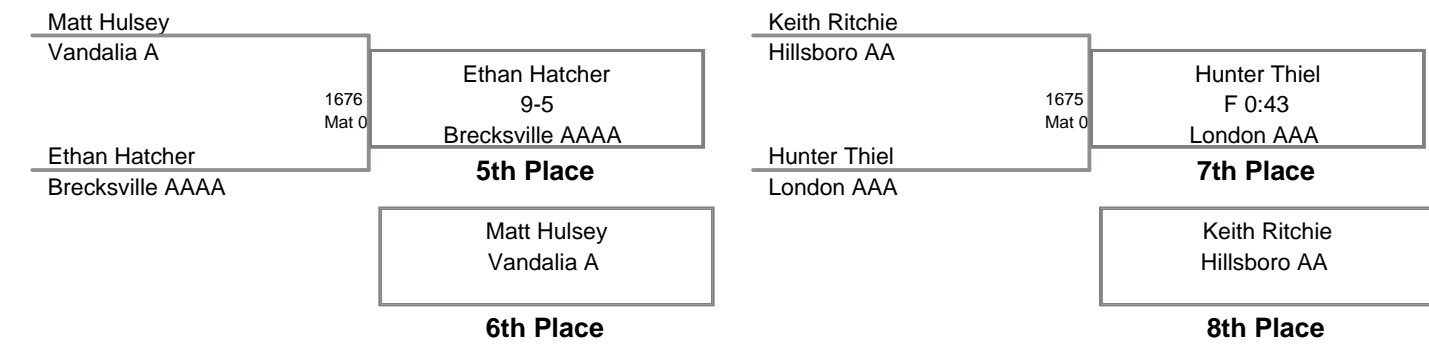 Matt Hulsey
Vandalia A
1676
Mat 0
Ethan Hatcher
9-5
Brecksville AAAA
5th Place
Ethan Hatcher
Brecksville AAAA
Matt Hulsey
Vandalia A
6th Place
Keith Ritchie
Hillsboro AA
1675
Mat 0
Hunter Thiel
F 0:43
London AAA
7th Place
Hunter Thiel
London AAA
Keith Ritchie
Hillsboro AA
8th Place